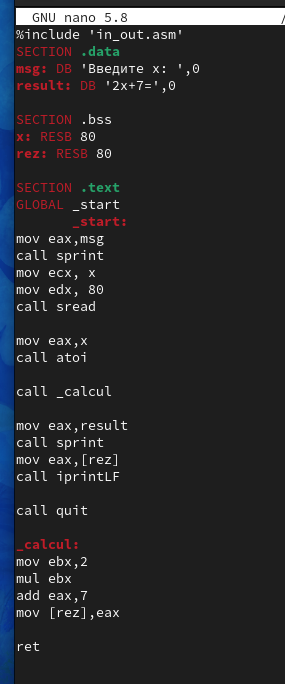 GNU nano 5.8
%include 'in_out.asm'
SECTION .data
msg: DB 'Введите x: ',0
result: DB '2x+7=',0
SECTION .bss
x: RESB 80
rez: RESB 80
SECTION .text
GLOBAL _start
_start:
mov eax,msg
call sprint
mov ecx, x
mov edx, 80
call sread
mov eax,x
call atoi
call _calcul
mov eax,result
call sprint
mov eax,[rez]
call iprintLF
call quit
_calcul:
mov ebx,2
mul ebx
add eax,7
mov [rez],eax
ret